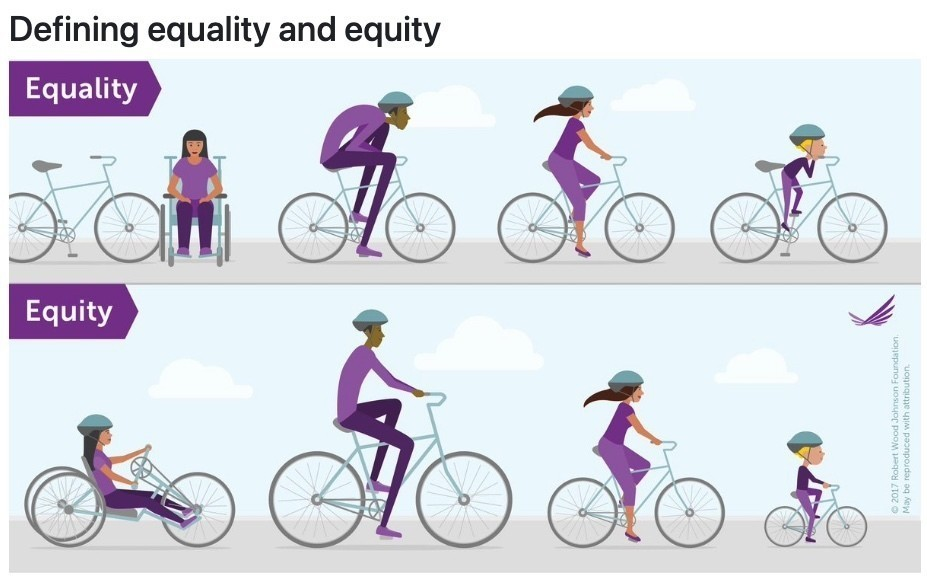 Defining equality and equity
Equality
Equity
© 2017 Robert Wood Johnson Foundation.
May be reproduced with attribution.